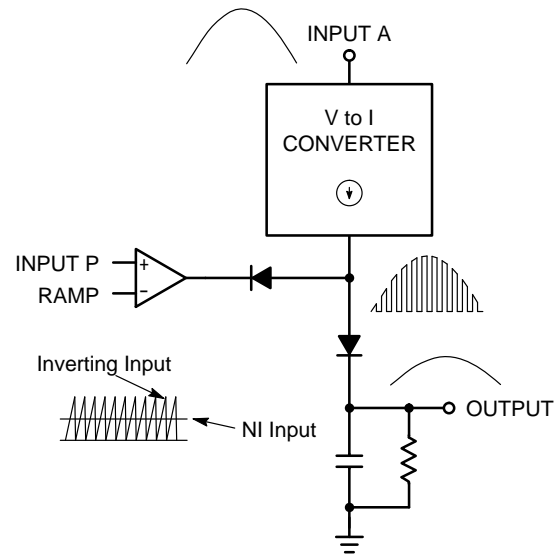 INPUT A
V to I
CONVERTER
INPUT P
+
RAMP
−
Inverting Input
NI Input
OUTPUT